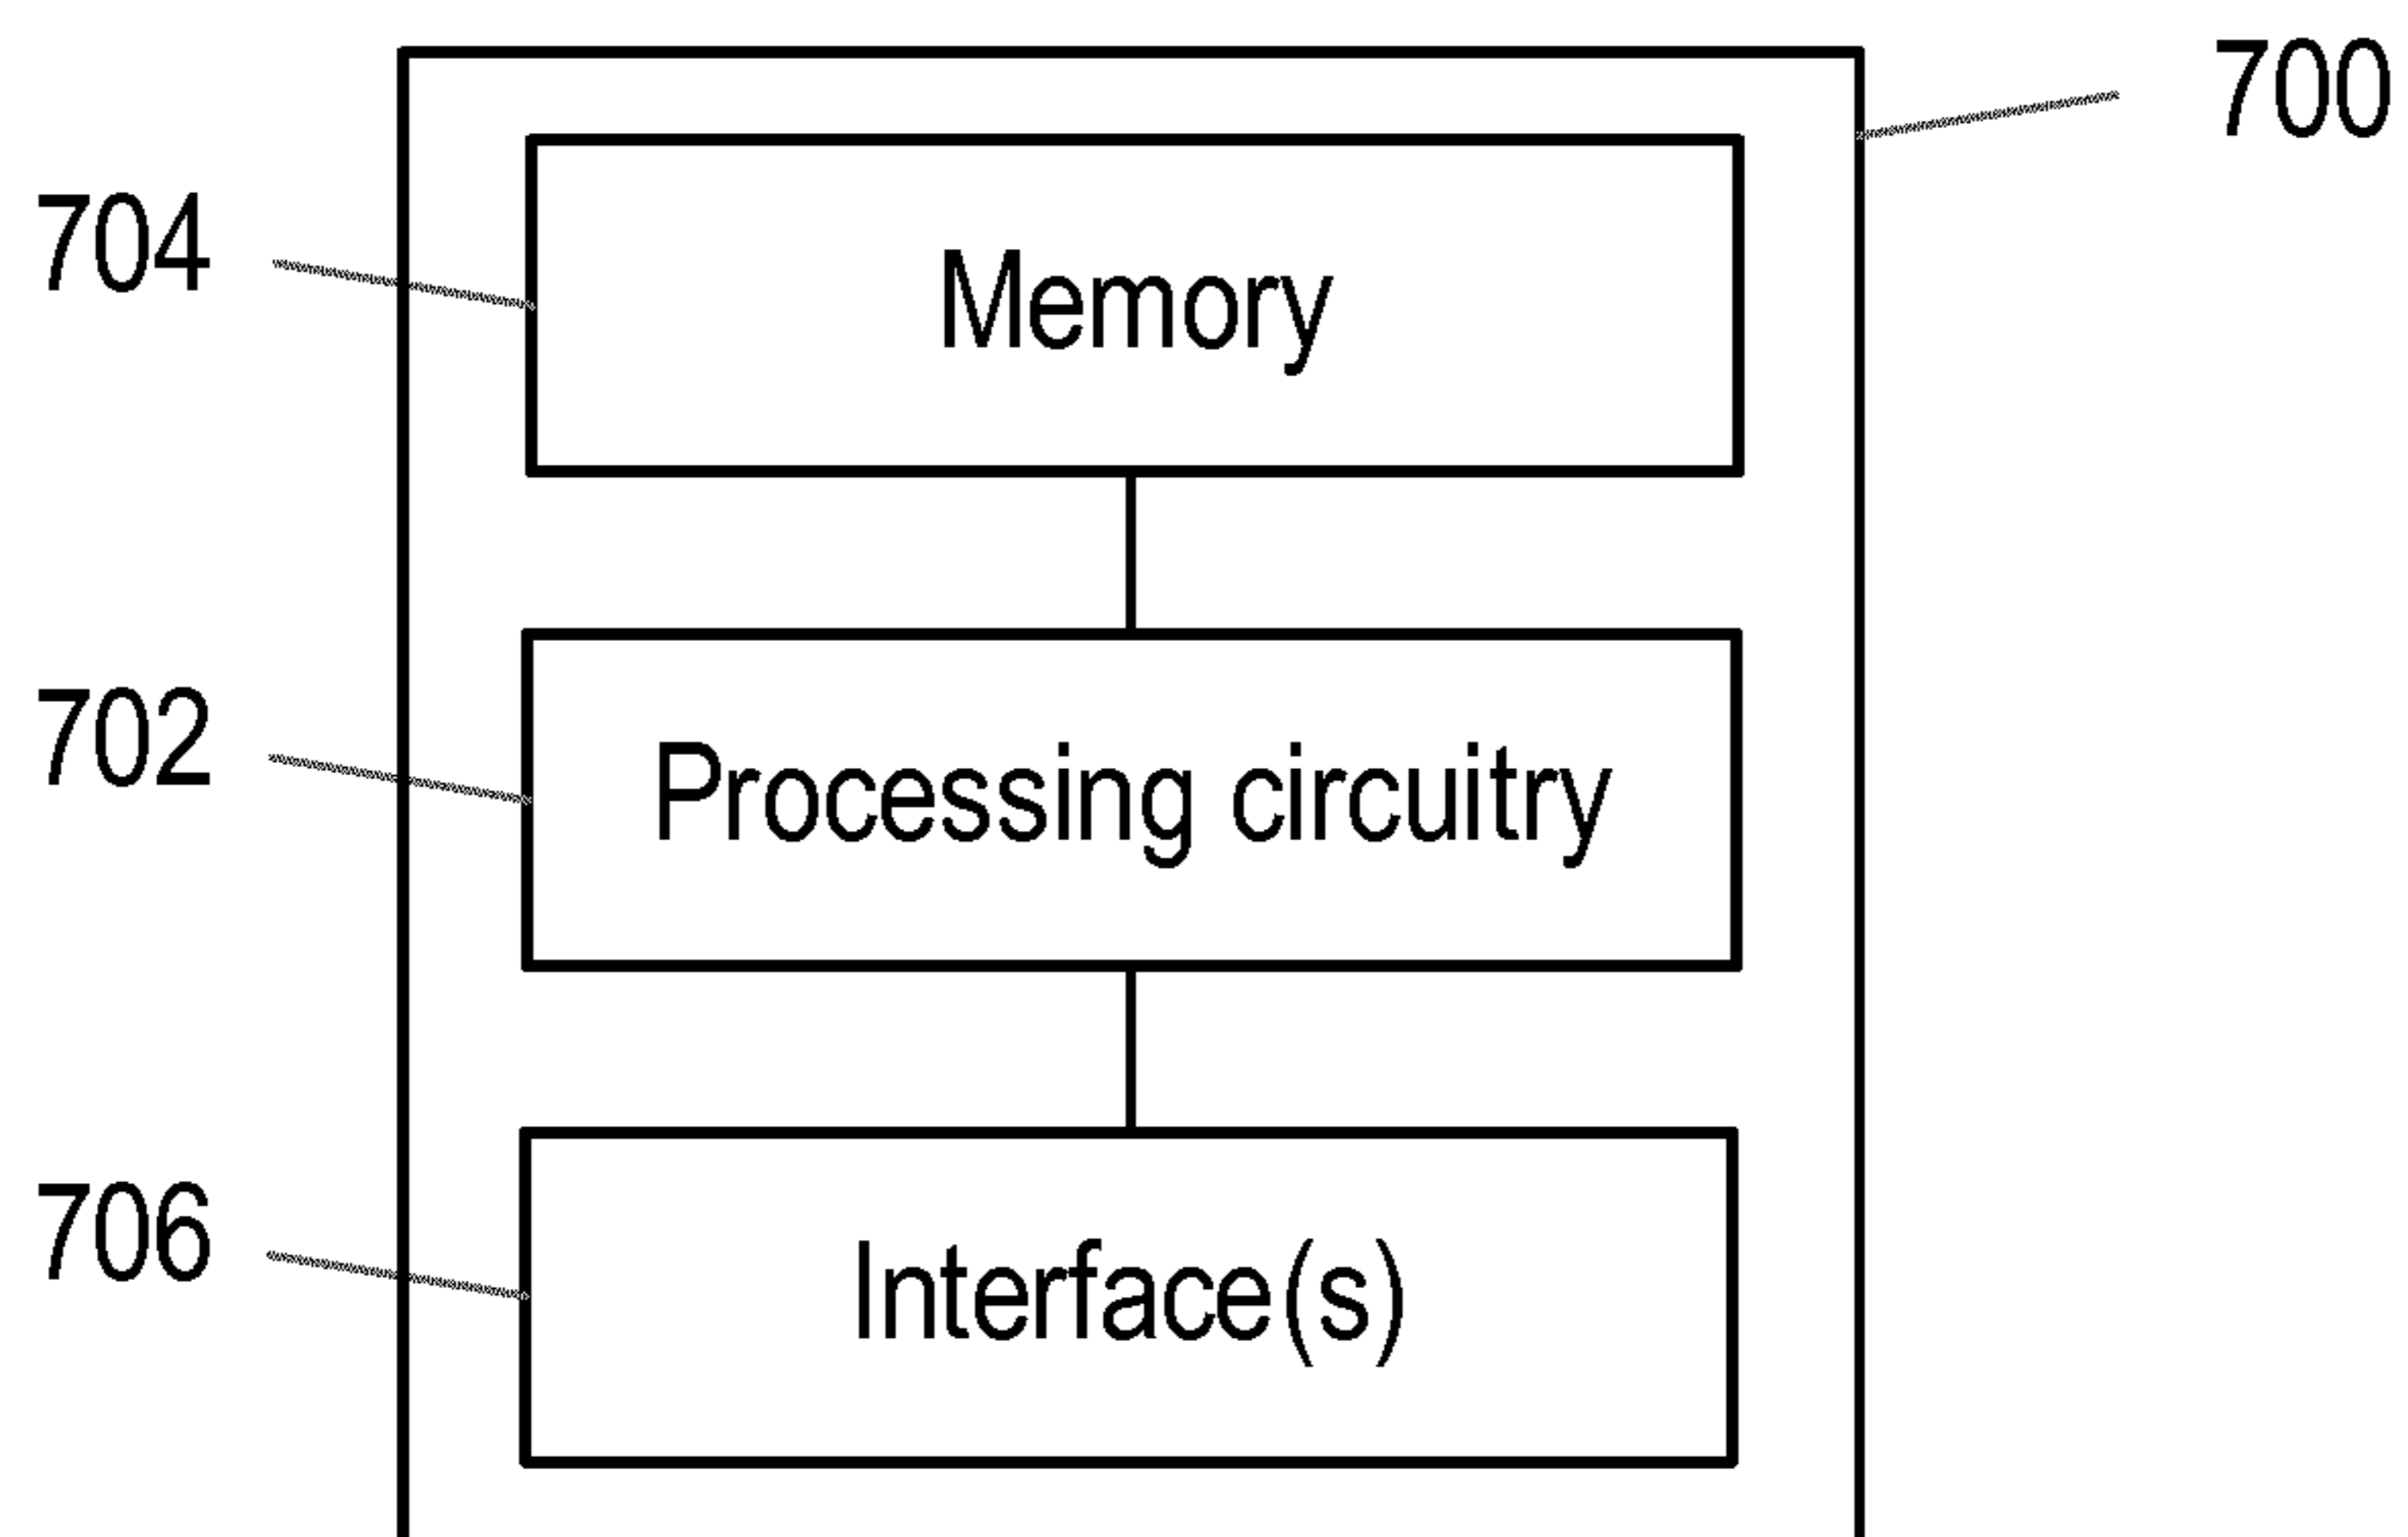 700
704
Memory
702
Processing circuitry
706
Interface(s)